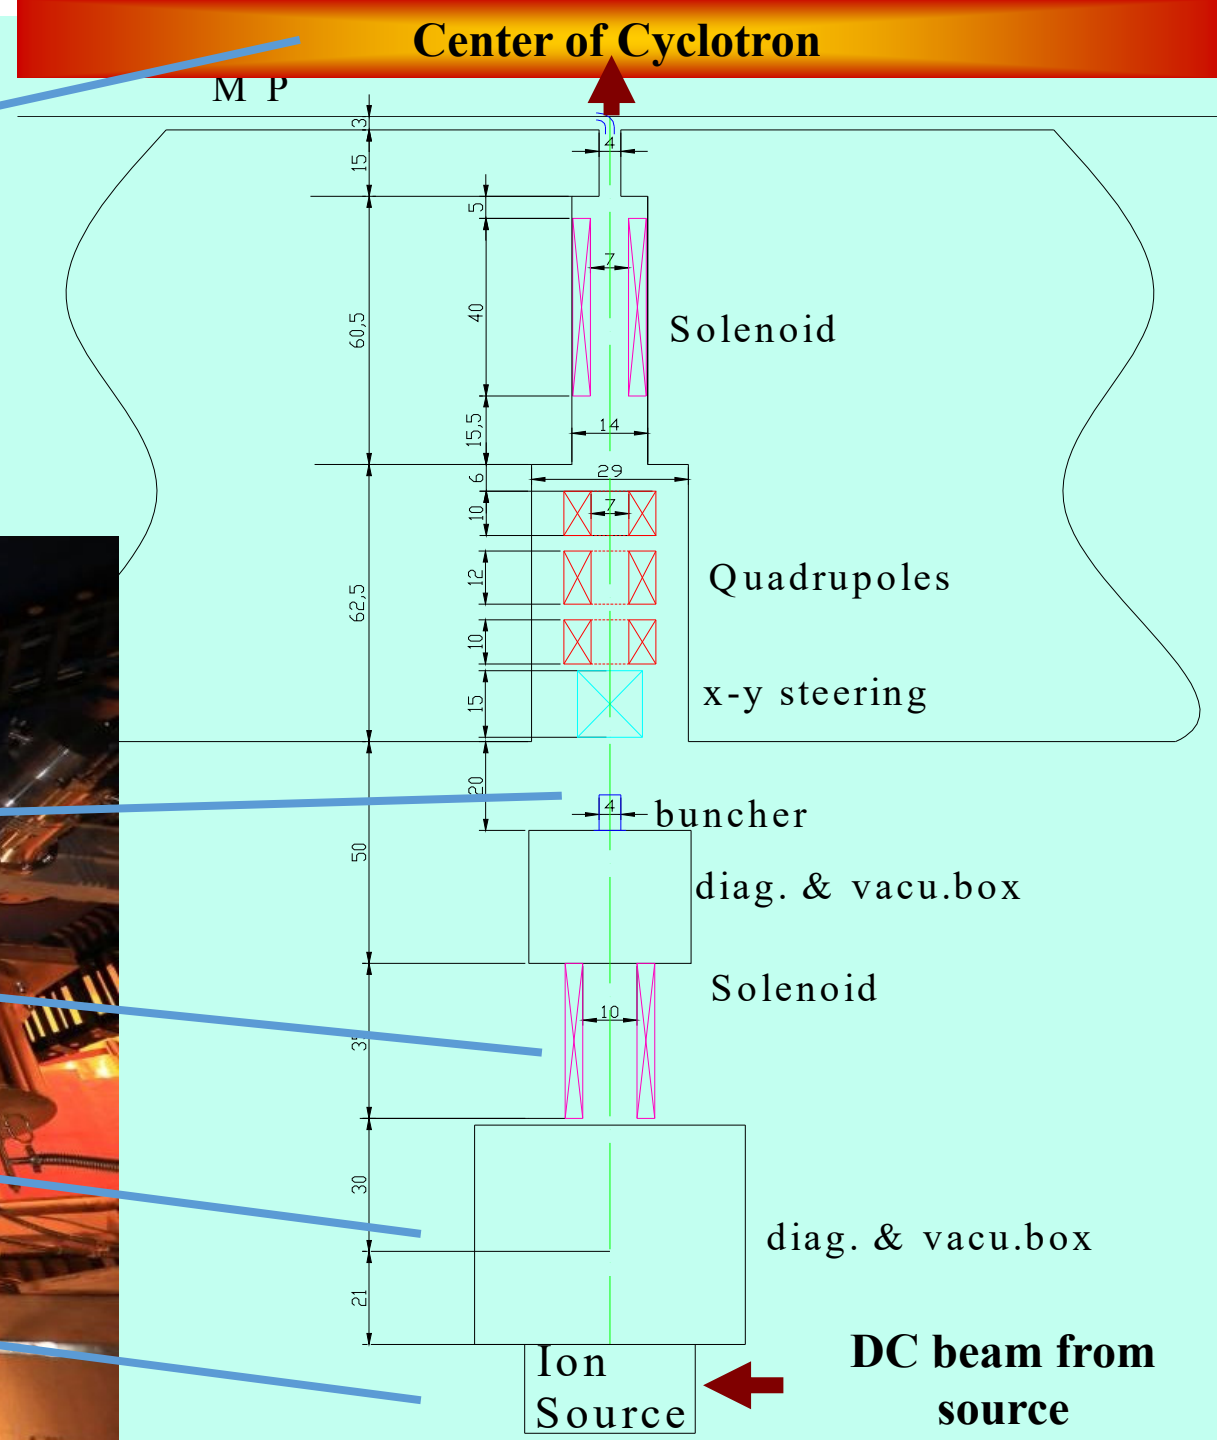 Center of Cyclotron
M P
3
4
15
5
7
40
60,5
Solenoid
15,5
14
29
6
7
10
12
Quadrupoles
62,5
10
15
x-y steering
20
4
buncher
50
diag. & vacu.box
Solenoid
10
30
diag. & vacu.box
21
Ion
Source
DC beam from
source